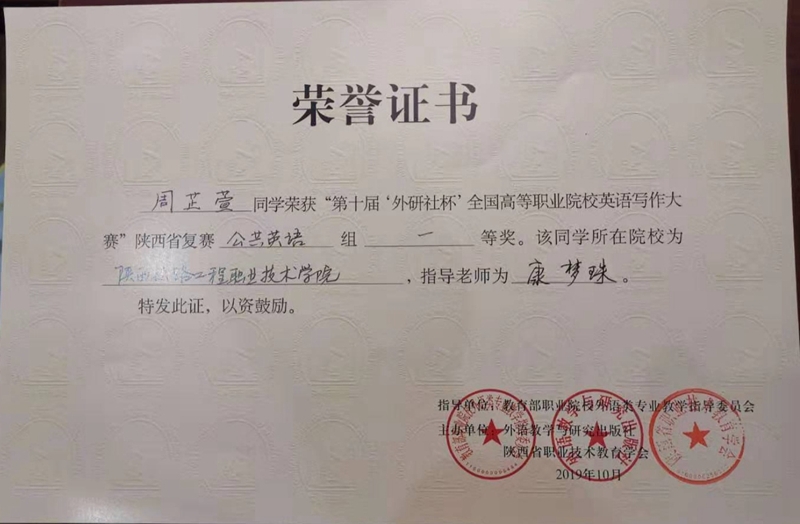 荣誉证书
周芷萱 同学荣获“第十届‘外研社杯’全国高等职业院校英语写作大
赛”陕西省复赛 公共英语 组 一 等奖。该同学所在院校为
陕西铁路工程职业技术学院，指导老师为 康梦珠。
特发此证，以资鼓励。
指导单位：教育部职业院校外语类专业教学指导委员会
主办单位：外语教学与研究出版社
陕西省职业技术教育学会
2019年10月